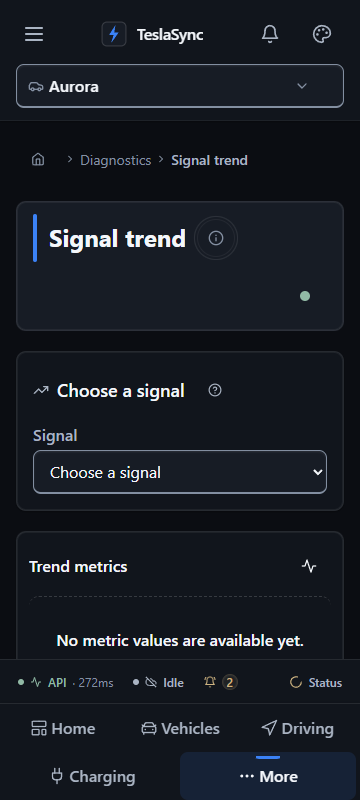 TeslaSync
Aurora
Diagnostics Signal trend
Signal trend
Choose a signal
Signal
Choose a signal
Trend metrics
No metric values are available yet.
API · 272ms Idle 2 Status
Home Vehicles Driving
Charging More